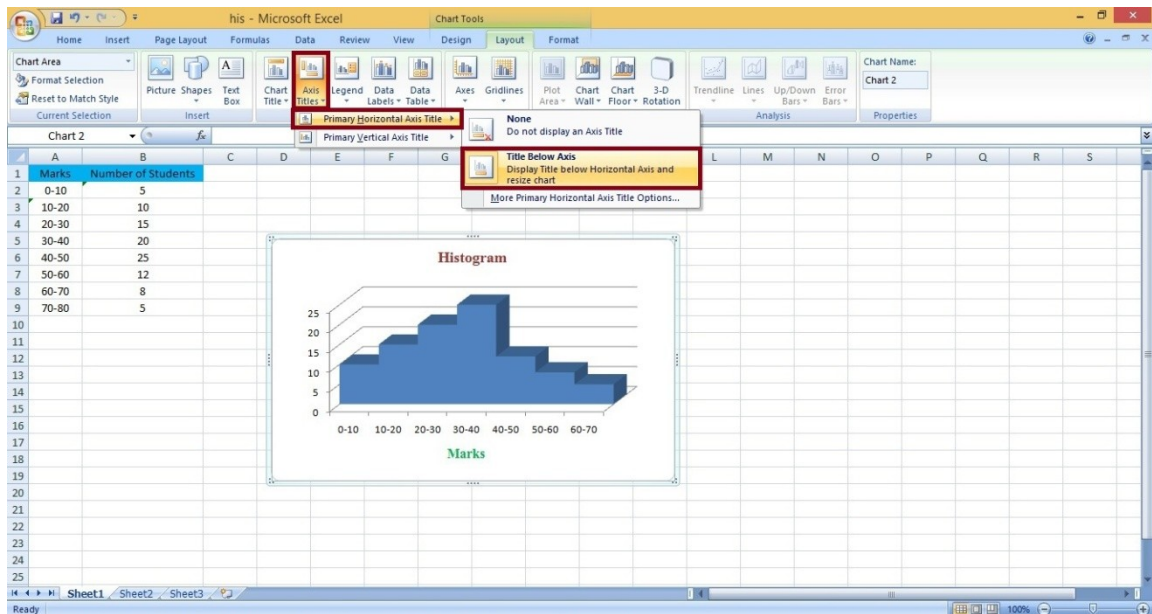 his - Microsoft Excel
Chart Tools
Home Insert Page Layout Formulas Data Review View Design Layout Format
Chart Area
Format Selection
Reset to Match Style
Current Selection
Picture Shapes Text Box
Insert
Chart Title Axis Titles Legend Data Labels Data Table
Axes Gridlines
Plot Area Chart Wall Chart Floor 3-D Rotation
Trendline Lines Up/Down Bars Error Bars
Analysis
Chart Name:
Chart 2
Properties
Primary Horizontal Axis Title
Primary Vertical Axis Title
None
Do not display an Axis Title
Title Below Axis
Display Title below Horizontal Axis and
resize chart
More Primary Horizontal Axis Title Options...
Chart 2 fx
A B C D E F G L M N O P Q R S
1 Marks Number of Students
2 0-10 5
3 10-20 10
4 20-30 15
5 30-40 20
6 40-50 25
7 50-60 12
8 60-70 8
9 70-80 5
10
11
12
13
14
15
16
17
18
19
20
21
22
23
24
25
Histogram
25
20
15
10
5
0
0-10 10-20 20-30 30-40 40-50 50-60 60-70
Marks
Sheet1 Sheet2 Sheet3
Ready 100%